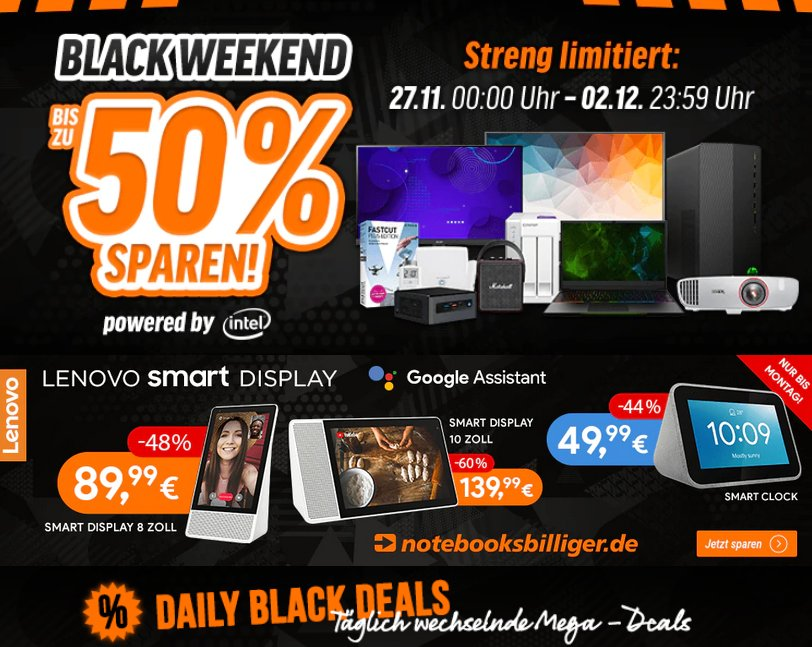 BLACK WEEKEND
BIS ZU 50% SPAREN!
powered by intel
Streng limitiert:
27.11. 00:00 Uhr – 02.12. 23:59 Uhr
FASTCUT
Marshall
Lenovo
LENOVO smart DISPLAY
Google Assistant
NUR BIS MONTAG!
-48%
89,99€
SMART DISPLAY 8 ZOLL
SMART DISPLAY
10 ZOLL
-60%
139,99€
-44%
49,99€
10:09
Mostly sunny
SMART CLOCK
notebooksbilliger.de
Jetzt sparen
% DAILY BLACK DEALS
Täglich wechselnde Mega – Deals